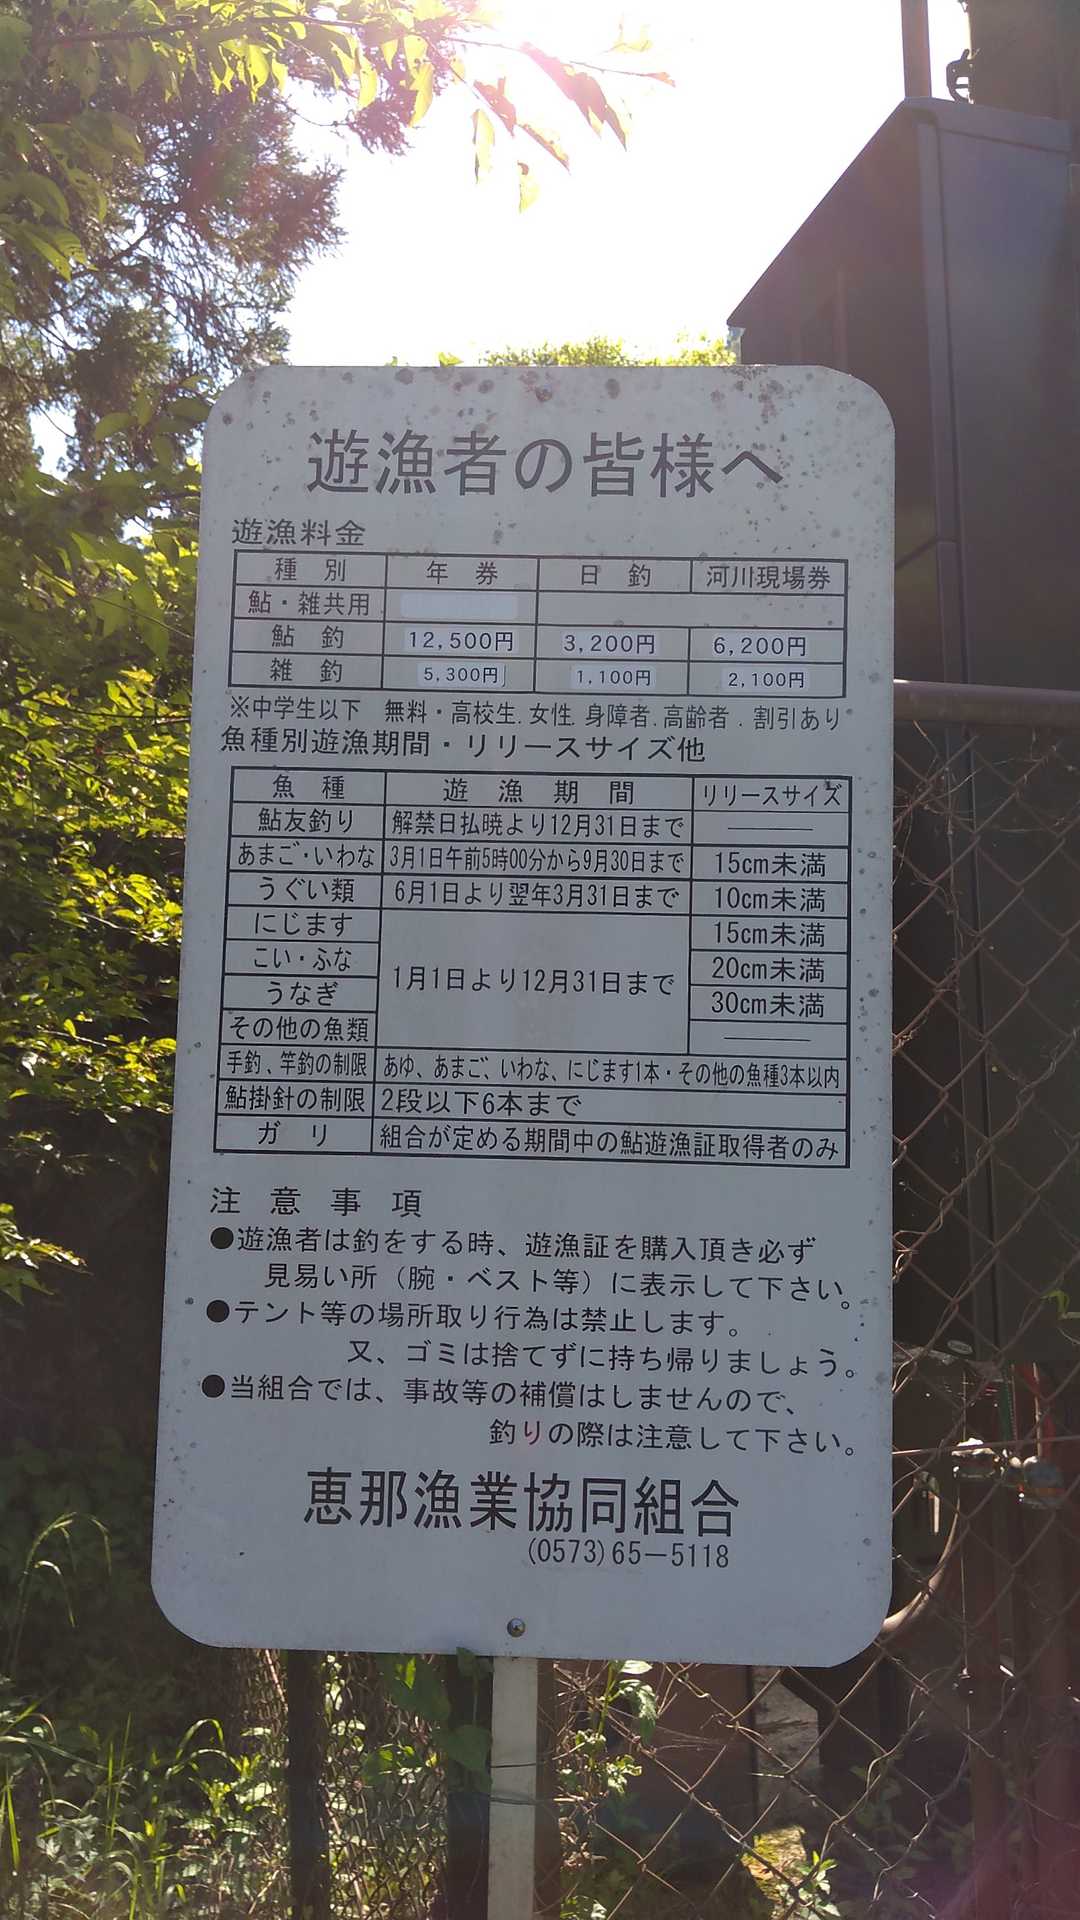 遊漁者の皆様へ
遊漁料金
種別 年券 日釣 河川現場券
鮎・雑共用
鮎釣 12,500円 3,200円 6,200円
雑釣 5,300円 1,100円 2,100円
※中学生以下 無料・高校生.女性.身障者.高齢者.割引あり
魚種別遊漁期間・リリースサイズ他
魚種 遊漁期間 リリースサイズ
鮎友釣り 解禁日払暁より12月31日まで ―――
あまご・いわな 3月1日午前5時00分から9月30日まで 15cm未満
うぐい類 6月1日より翌年3月31日まで 10cm未満
にじます 15cm未満
こい・ふな 1月1日より12月31日まで 20cm未満
うなぎ 30cm未満
その他の魚類 ―――
手釣、竿釣の制限 あゆ、あまご、いわな、にじます1本・その他の魚種3本以内
鮎掛針の制限 2段以下6本まで
ガリ 組合が定める期間中の鮎遊漁証取得者のみ
注意事項
●遊漁者は釣をする時、遊漁証を購入頂き必ず
見易い所（腕・ベスト等）に表示して下さい。
●テント等の場所取り行為は禁止します。
又、ゴミは捨てずに持ち帰りましょう。
●当組合では、事故等の補償はしませんので、
釣りの際は注意して下さい。
恵那漁業協同組合
(0573)65－5118